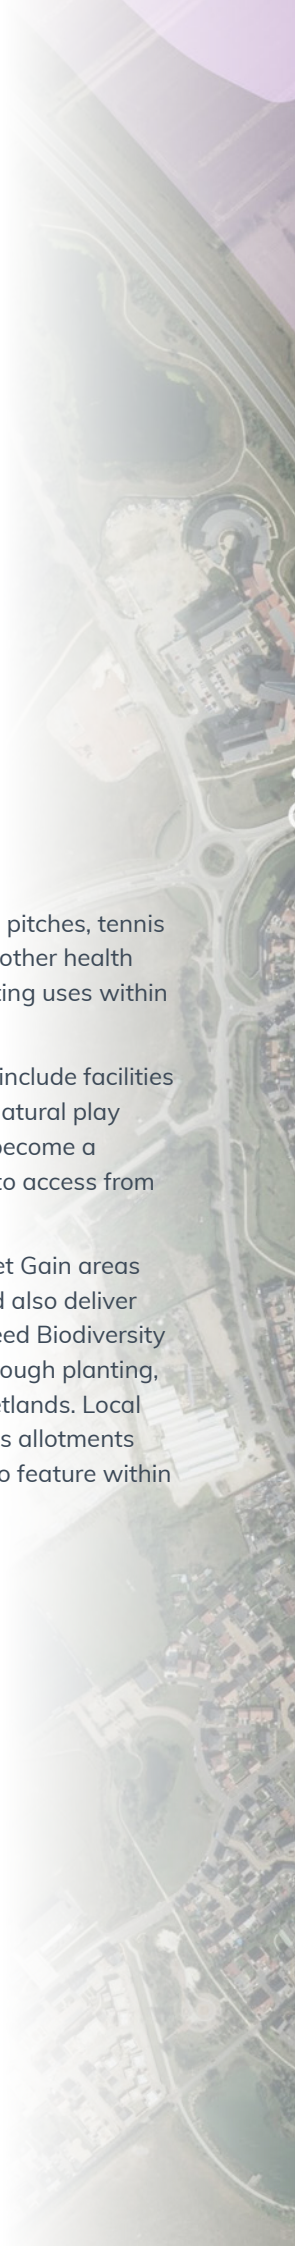 pitches, tennis
other health
ting uses within
include facilities
atural play
become a
to access from
et Gain areas
d also deliver
eed Biodiversity
ough planting,
etlands. Local
s allotments
o feature within